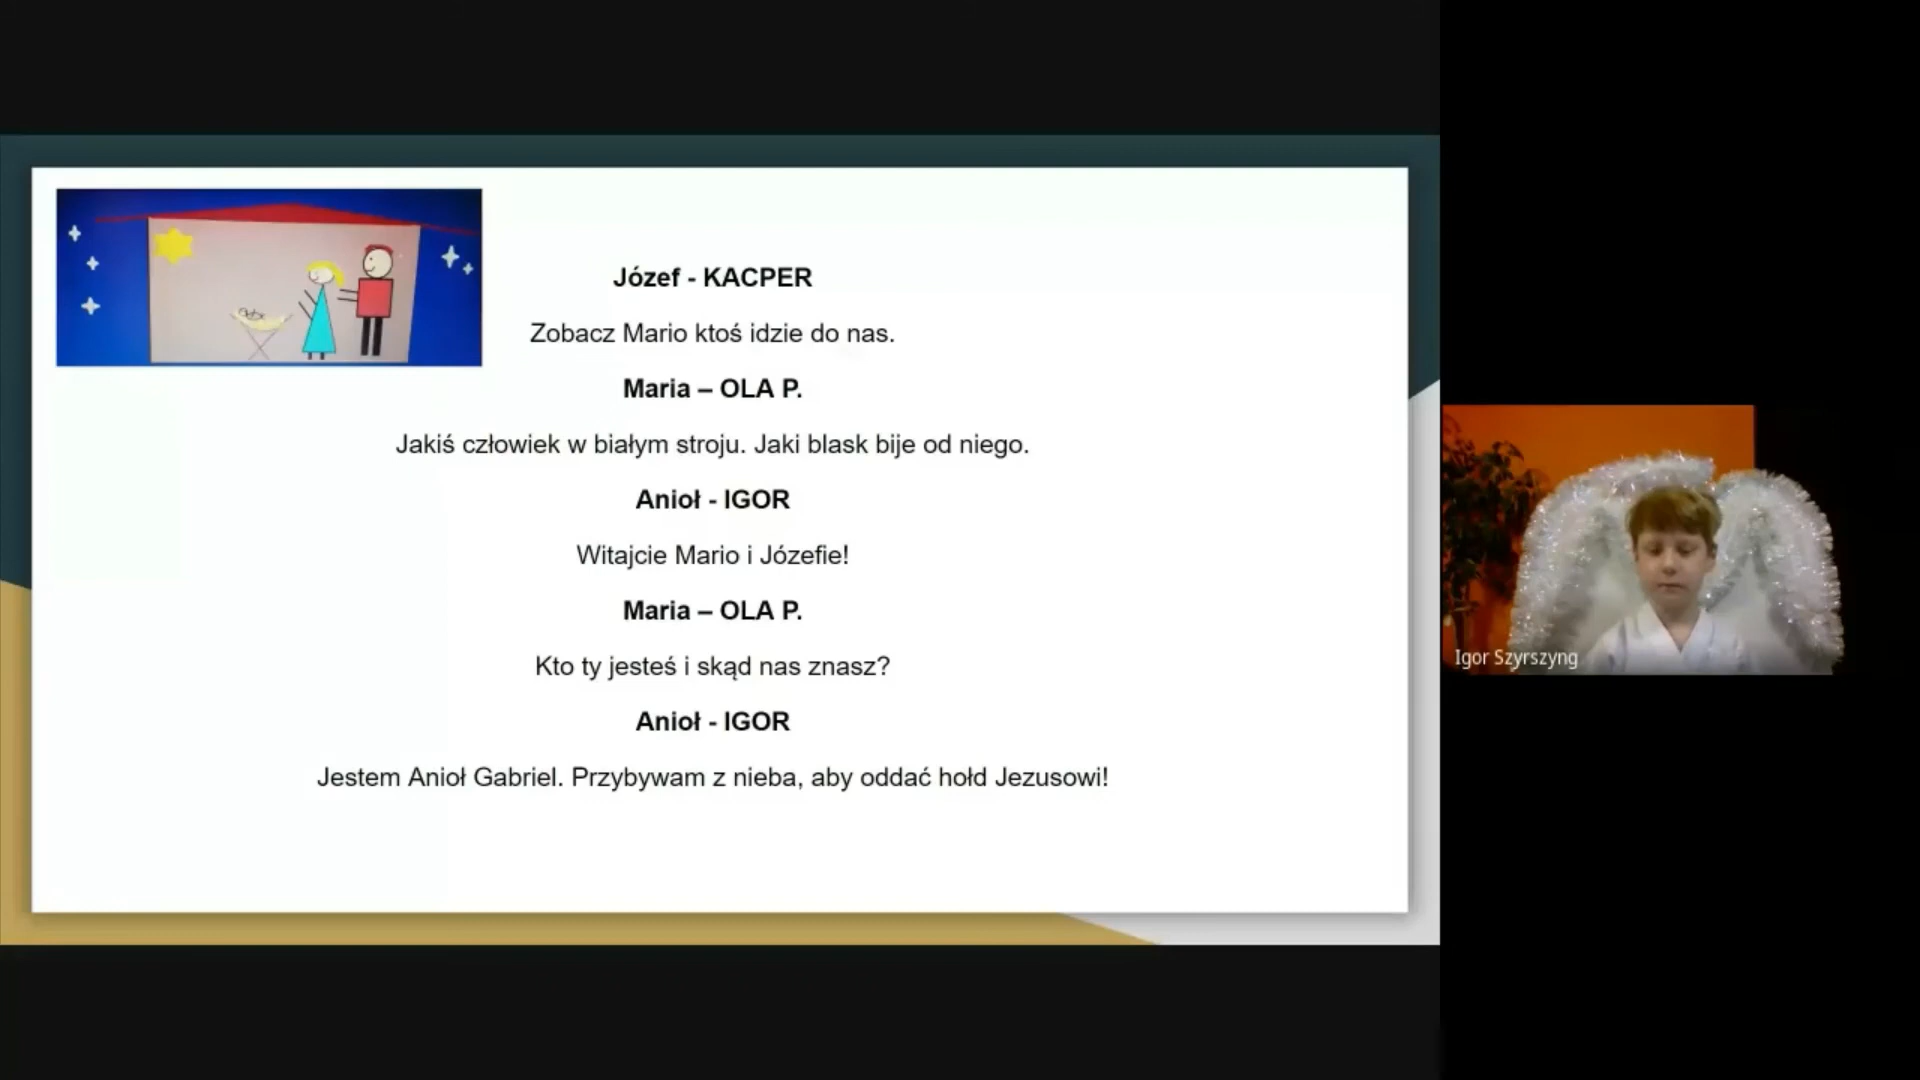 Józef - KACPER
Zobacz Mario ktoś idzie do nas.
Maria – OLA P.
Jakiś człowiek w białym stroju. Jaki blask bije od niego.
Anioł - IGOR
Witajcie Mario i Józefie!
Maria – OLA P.
Kto ty jesteś i skąd nas znasz?
Anioł - IGOR
Jestem Anioł Gabriel. Przybywam z nieba, aby oddać hołd Jezusowi!
Igor Szyrszyng